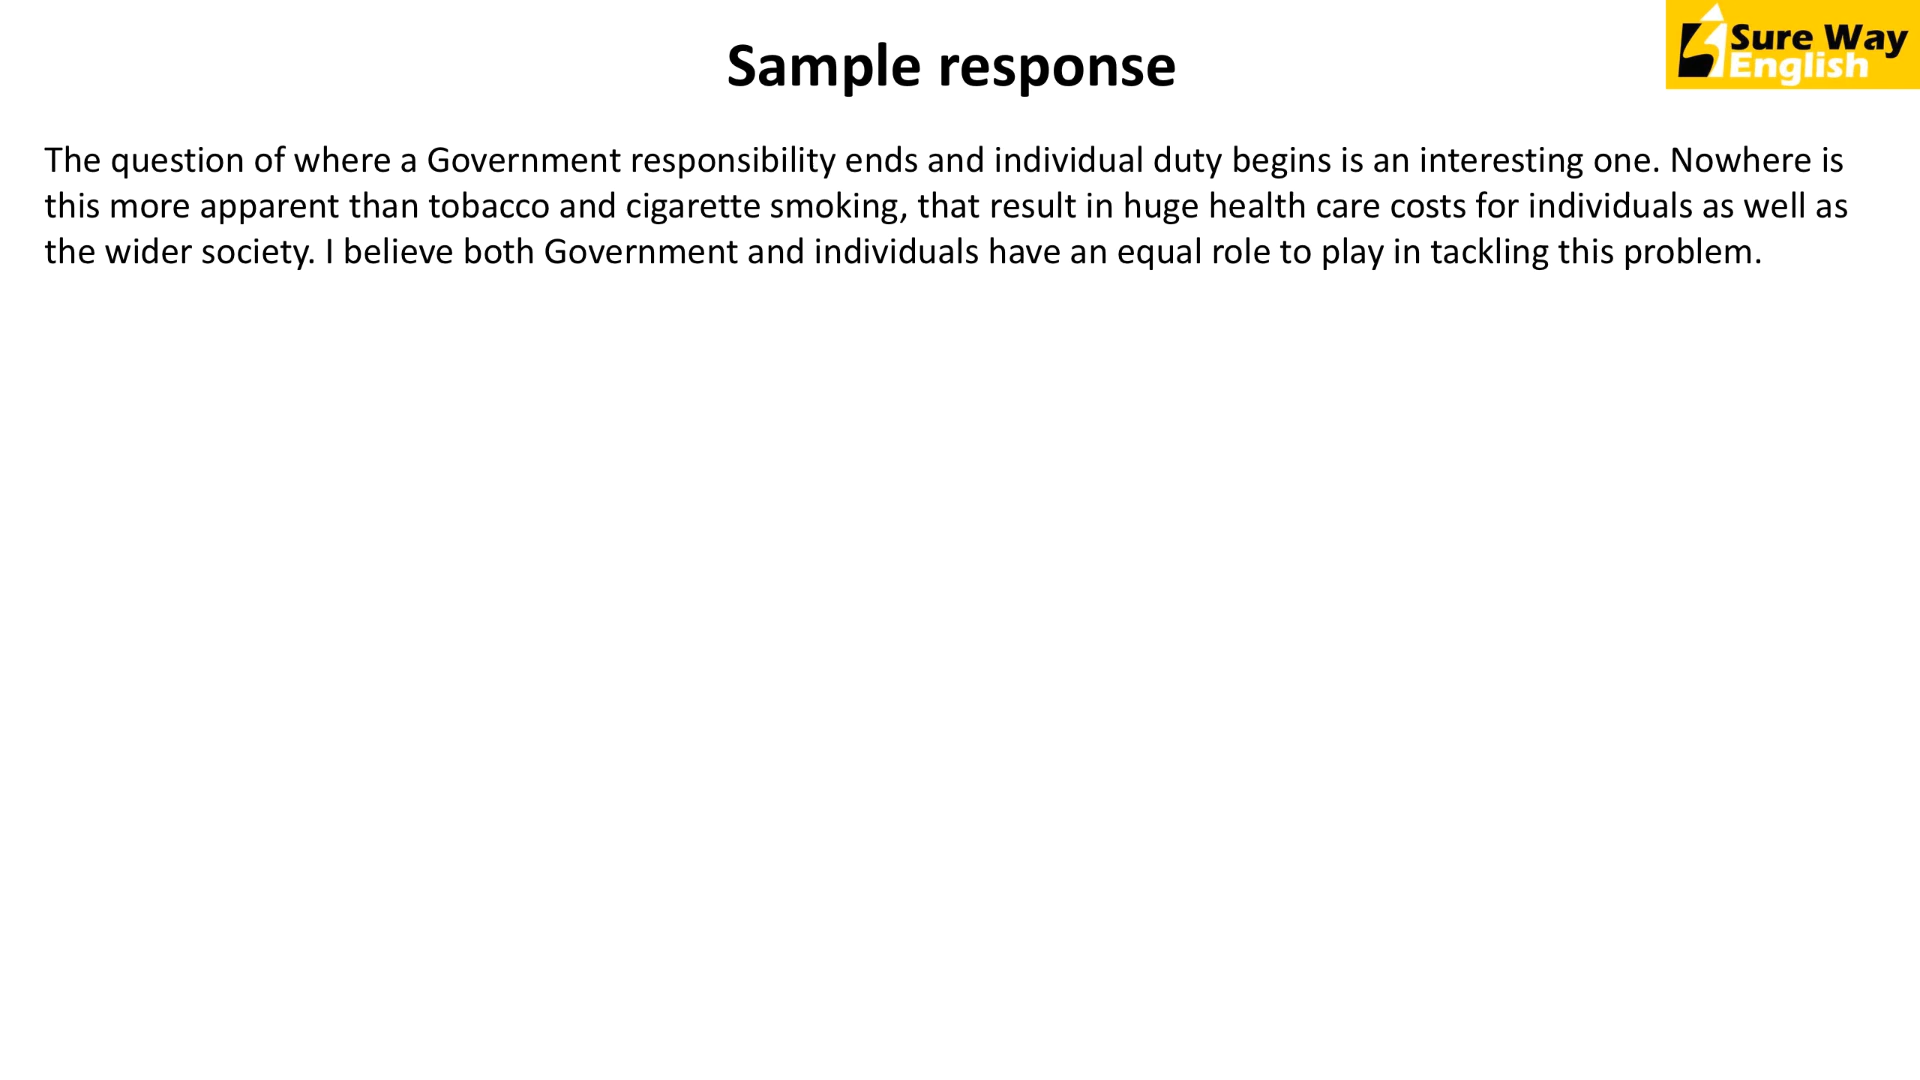 Sample response
Sure Way
English
The question of where a Government responsibility ends and individual duty begins is an interesting one. Nowhere is
this more apparent than tobacco and cigarette smoking, that result in huge health care costs for individuals as well as
the wider society. I believe both Government and individuals have an equal role to play in tackling this problem.